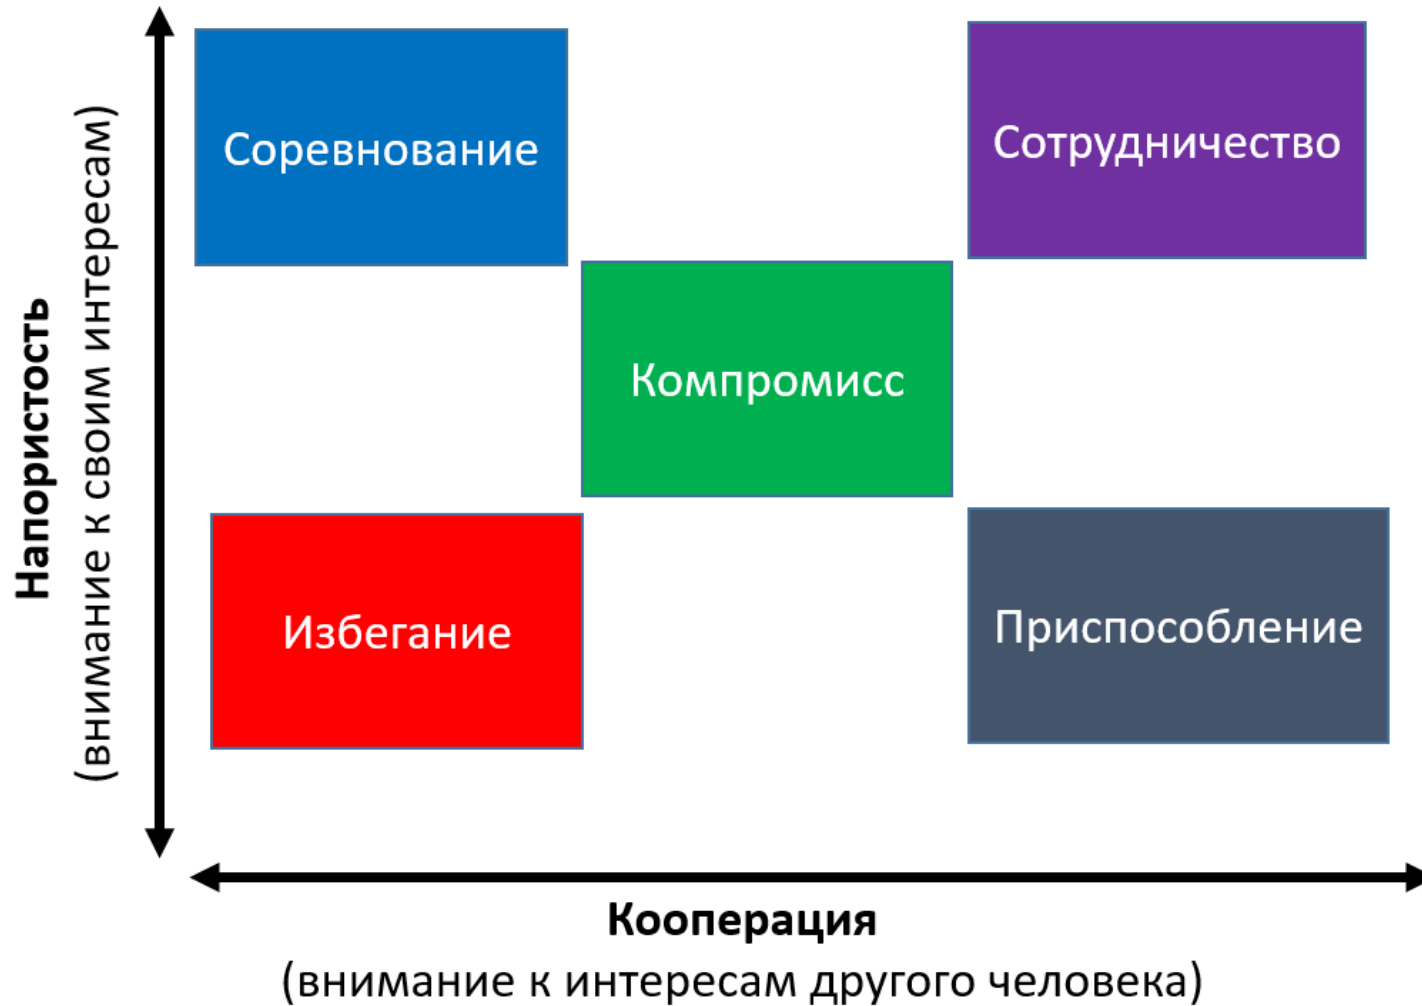 Напористость
(внимание к своим интересам)
Соревнование
Сотрудничество
Компромисс
Избегание
Приспособление
Кооперация
(внимание к интересам другого человека)